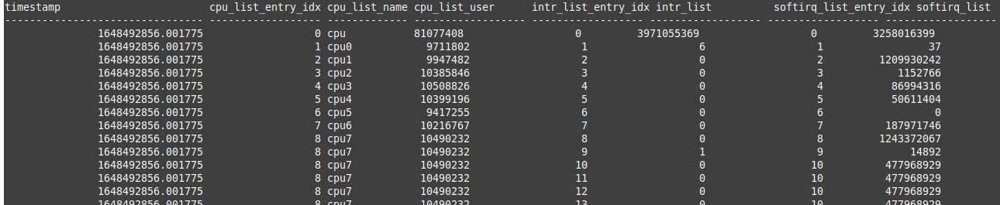 timestamp cpu_list_entry_idx cpu_list_name cpu_list_user intr_list_entry_idx intr_list softirq_list_entry_idx softirq_list
1648492856.001775 0 cpu 81077408 0 3971055369 0 3258016399
1648492856.001775 1 cpu0 9711802 1 6 1 37
1648492856.001775 2 cpu1 9947482 2 0 2 1209930242
1648492856.001775 3 cpu2 10385846 3 0 3 1152766
1648492856.001775 4 cpu3 10508826 4 0 4 86994316
1648492856.001775 5 cpu4 10399196 5 0 5 50611404
1648492856.001775 6 cpu5 9417255 6 0 6 0
1648492856.001775 7 cpu6 10216767 7 0 7 187971746
1648492856.001775 8 cpu7 10490232 8 0 8 1243372067
1648492856.001775 8 cpu7 10490232 9 1 9 14892
1648492856.001775 8 cpu7 10490232 10 0 10 477968929
1648492856.001775 8 cpu7 10490232 11 0 10 477968929
1648492856.001775 8 cpu7 10490232 12 0 10 477968929
1648492856.001775 8 cpu7 10490232 13 0 10 477968929